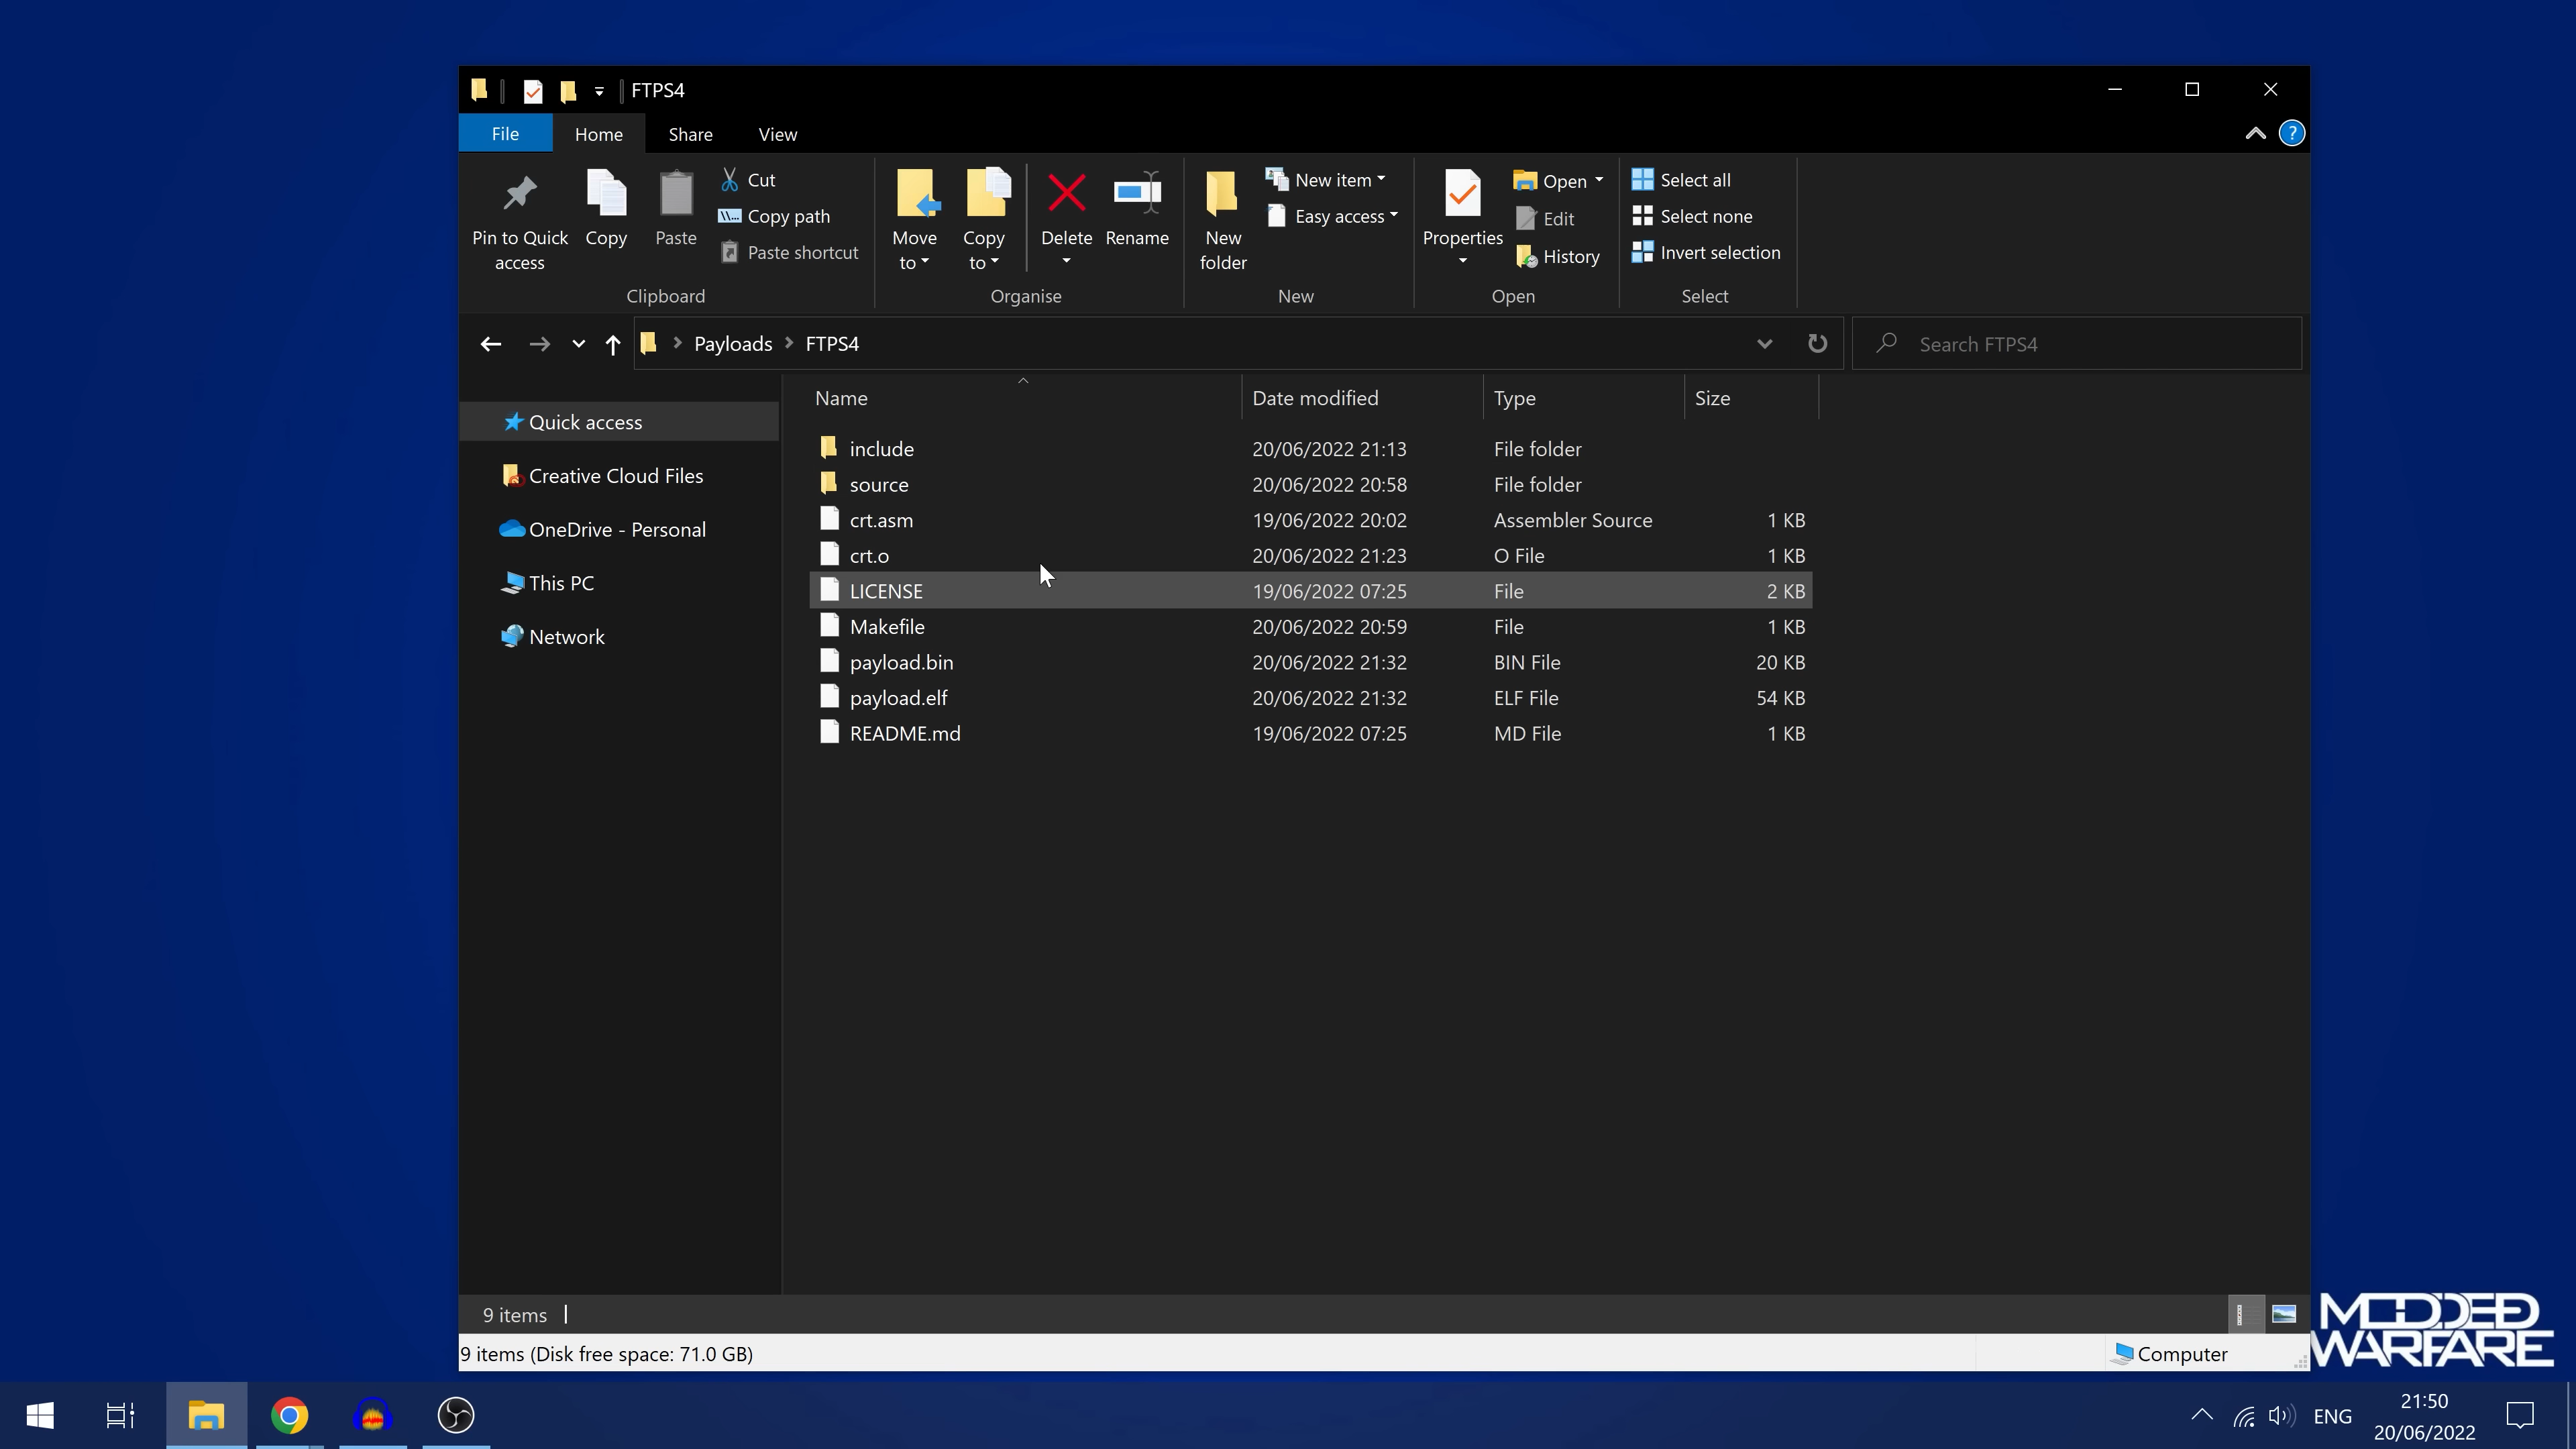 FTPS4
File Home Share View
Pin to Quick access
Copy
Paste
Cut
Copy path
Paste shortcut
Clipboard
Move to
Copy to
Delete
Rename
Organise
New folder
New item
Easy access
New
Properties
Open
Edit
History
Open
Select all
Select none
Invert selection
Select
Payloads FTPS4
Search FTPS4
Quick access
Creative Cloud Files
OneDrive - Personal
This PC
Network
Name Date modified Type Size
include 20/06/2022 21:13 File folder
source 20/06/2022 20:58 File folder
crt.asm 19/06/2022 20:02 Assembler Source 1 KB
crt.o 20/06/2022 21:23 O File 1 KB
LICENSE 19/06/2022 07:25 File 2 KB
Makefile 20/06/2022 20:59 File 1 KB
payload.bin 20/06/2022 21:32 BIN File 20 KB
payload.elf 20/06/2022 21:32 ELF File 54 KB
README.md 19/06/2022 07:25 MD File 1 KB
9 items
9 items (Disk free space: 71.0 GB)
Computer
MODDED
WARFARE
ENG
21:50
20/06/2022